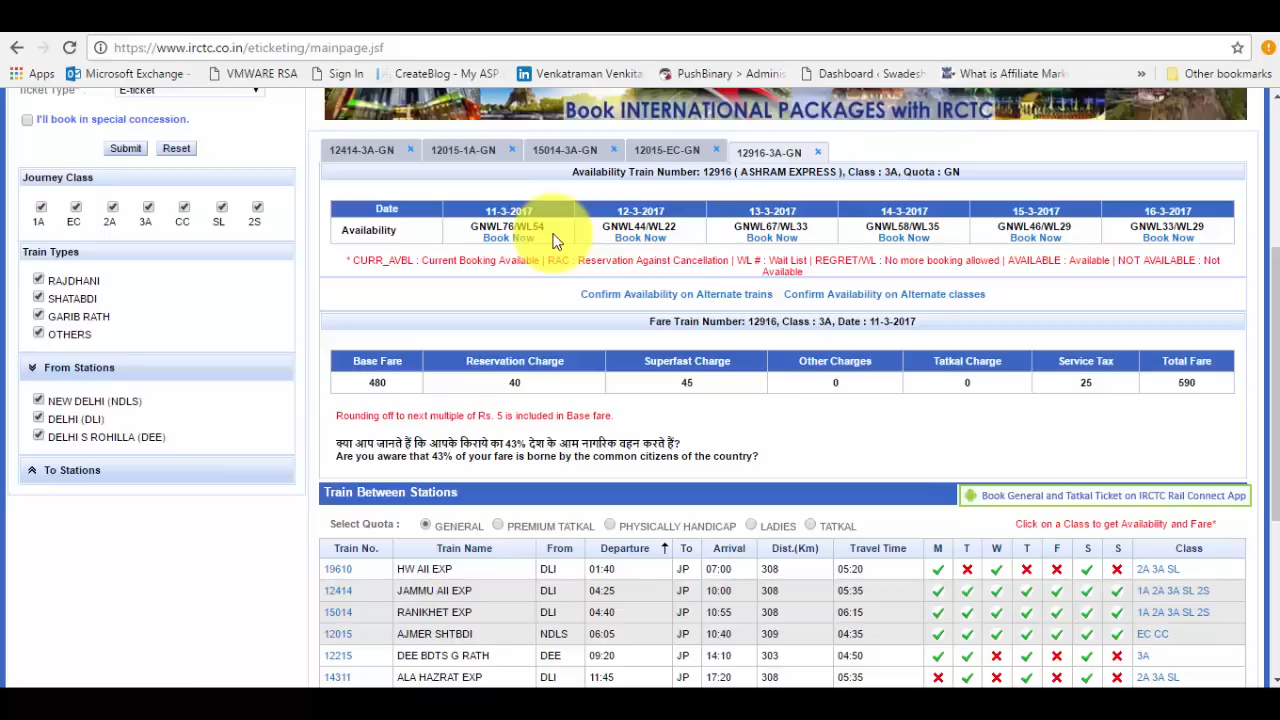 https://www.irctc.co.in/eticketing/mainpage.jsf
Apps Microsoft Exchange - VMWARE RSA Sign In CreateBlog - My ASP. Venkatraman Venkita PushBinary > Adminis Dashboard ‹ Swadesh What is Affiliate Mark » Other bookmarks
Ticket Type* : E-ticket
I'll book in special concession.
Submit Reset
Journey Class
1A EC 2A 3A CC SL 2S
Train Types
RAJDHANI
SHATABDI
GARIB RATH
OTHERS
From Stations
NEW DELHI (NDLS)
DELHI (DLI)
DELHI S ROHILLA (DEE)
To Stations
Book INTERNATIONAL PACKAGES with IRCTC
12414-3A-GN × 12015-1A-GN × 15014-3A-GN × 12015-EC-GN × 12916-3A-GN ×
Availability Train Number: 12916 ( ASHRAM EXPRESS ), Class : 3A, Quota : GN
Date 11-3-2017 12-3-2017 13-3-2017 14-3-2017 15-3-2017 16-3-2017
Availability GNWL76/WL54 GNWL44/WL22 GNWL67/WL33 GNWL58/WL35 GNWL46/WL29 GNWL33/WL29
Book Now Book Now Book Now Book Now Book Now Book Now
* CURR_AVBL : Current Booking Available | RAC : Reservation Against Cancellation | WL # : Wait List | REGRET/WL : No more booking allowed | AVAILABLE : Available | NOT AVAILABLE : Not
Available
Confirm Availability on Alternate trains Confirm Availability on Alternate classes
Fare Train Number: 12916, Class : 3A, Date : 11-3-2017
Base Fare Reservation Charge Superfast Charge Other Charges Tatkal Charge Service Tax Total Fare
480 40 45 0 0 25 590
Rounding off to next multiple of Rs. 5 is included in Base fare.
क्या आप जानते हैं कि आपके किराये का 43% देश के आम नागरिक वहन करते हैं?
Are you aware that 43% of your fare is borne by the common citizens of the country?
Train Between Stations
Book General and Tatkal Ticket on IRCTC Rail Connect App
Select Quota : GENERAL PREMIUM TATKAL PHYSICALLY HANDICAP LADIES TATKAL
Click on a Class to get Availability and Fare*
Train No. Train Name From Departure To Arrival Dist.(Km) Travel Time M T W T F S S Class
19610 HW AII EXP DLI 01:40 JP 07:00 308 05:20 2A 3A SL
12414 JAMMU AII EXP DLI 04:25 JP 10:00 308 05:35 1A 2A 3A SL 2S
15014 RANIKHET EXP DLI 04:40 JP 10:55 308 06:15 1A 2A 3A SL 2S
12015 AJMER SHTBDI NDLS 06:05 JP 10:40 309 04:35 EC CC
12215 DEE BDTS G RATH DEE 09:20 JP 14:10 303 04:50 3A
14311 ALA HAZRAT EXP DLI 11:45 JP 17:20 308 05:35 2A 3A SL